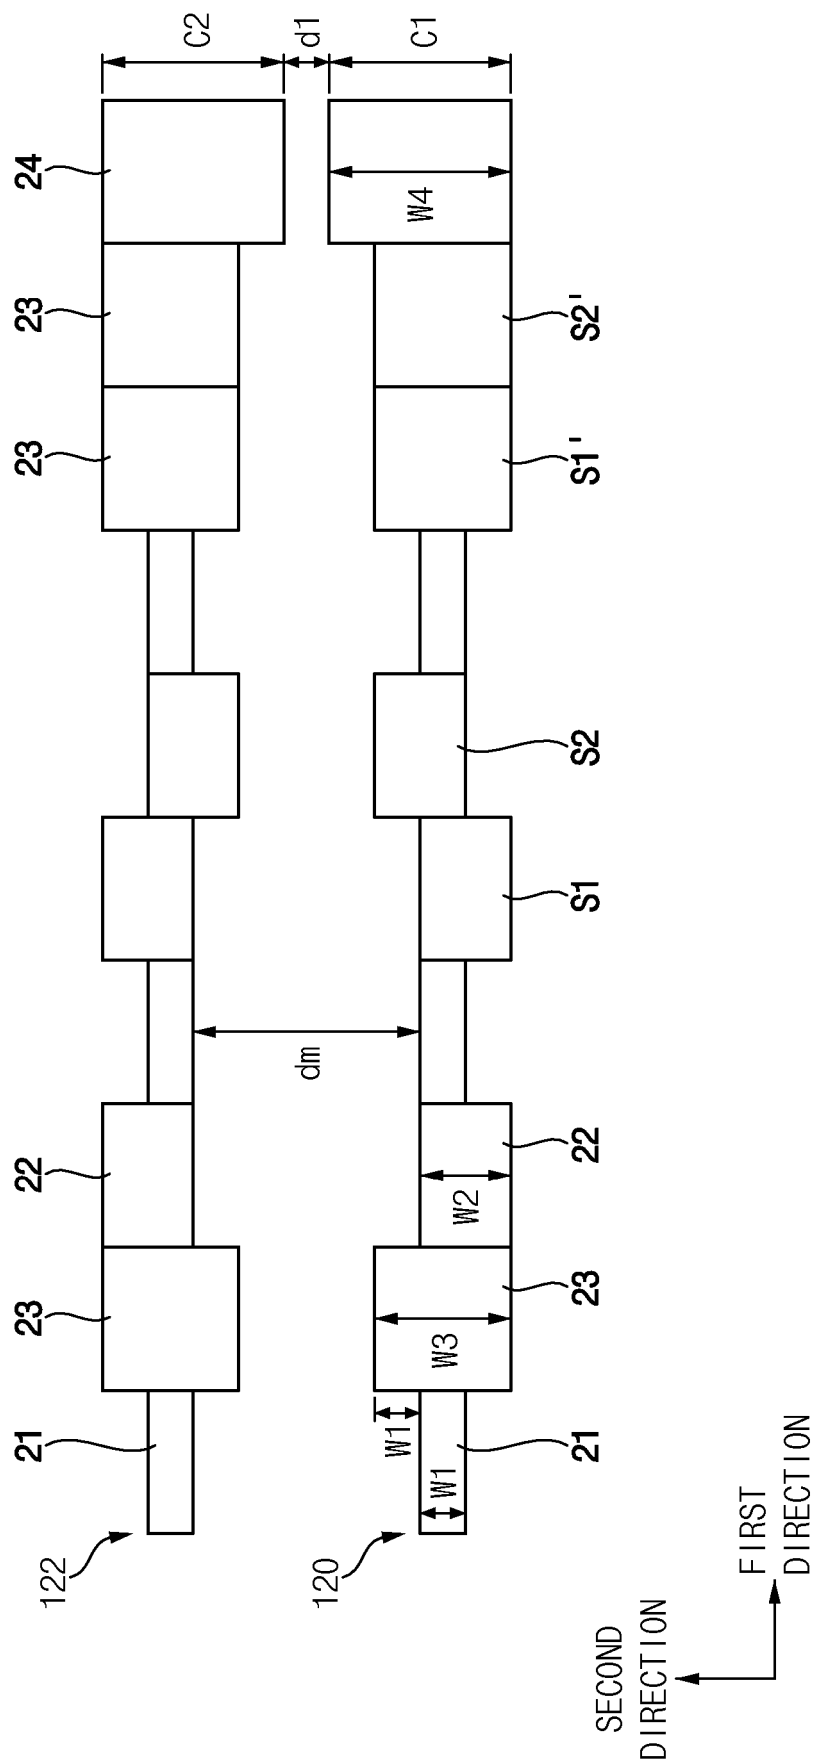 C2
d1
C1
24
W4
23
S2'
23
S1'
S2
S1
dm
22
W2
22
23
W3
23
W1
21
W1
21
122
120
FIRST
DIRECTION
SECOND
DIRECTION